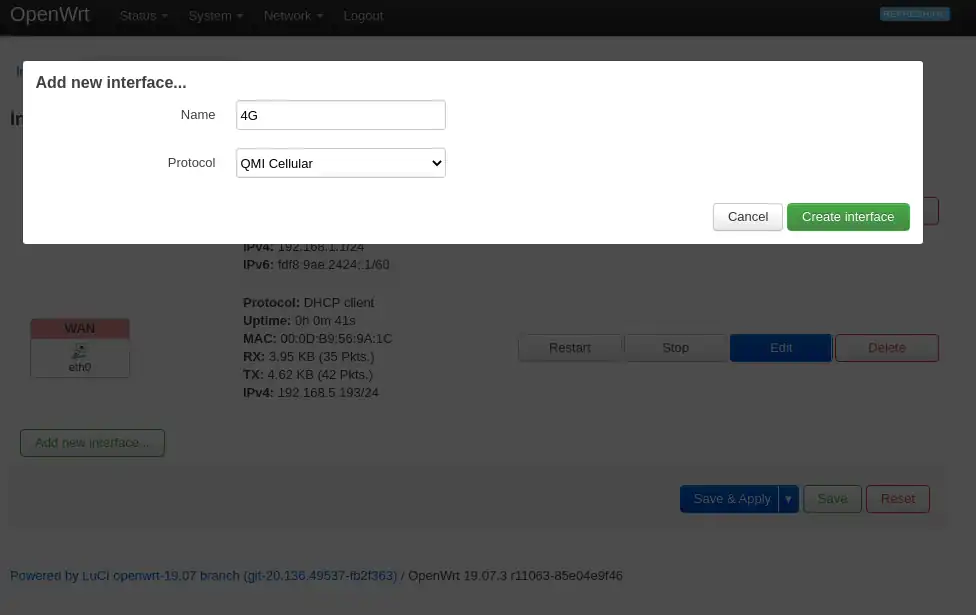 OpenWrt Status System Network Logout REFRESHING
Add new interface...
Name 4G
Protocol QMI Cellular
Cancel Create interface
IPv4: 192.168.1.1/24
IPv6: fdf8:9ae:2424::1/60
Protocol: DHCP client
Uptime: 0h 0m 41s
MAC: 00:0D:B9:56:9A:1C
RX: 3.95 KB (35 Pkts.)
TX: 4.62 KB (42 Pkts.)
IPv4: 192.168.5.193/24
WAN
eth0
Restart Stop Edit Delete
Add new interface...
Save & Apply Save Reset
Powered by LuCI openwrt-19.07 branch (git-20.136.49537-fb2f363) / OpenWrt 19.07.3 r11063-85e04e9f46